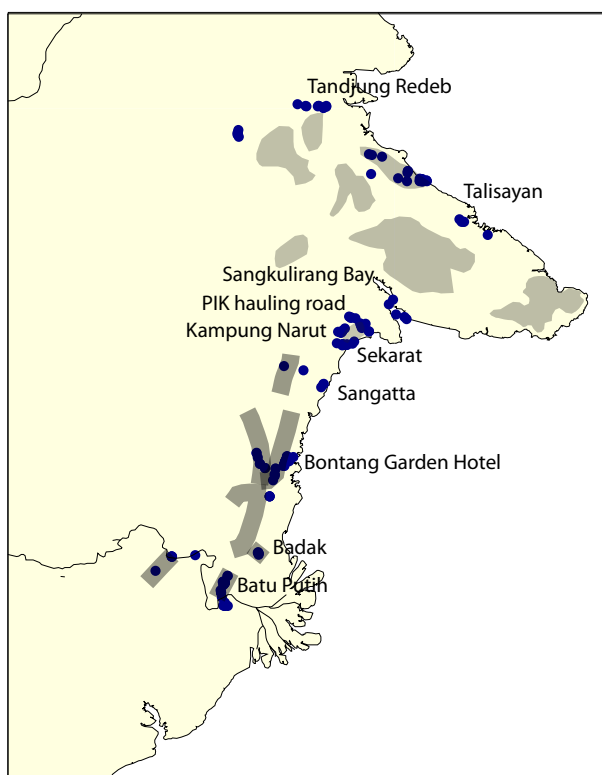 Tandjung Redeb
Talisayan
Sangkulirang Bay
PIK hauling road
Kampung Narut
Sekarat
Sangatta
Bontang Garden Hotel
Badak
Batu Putih